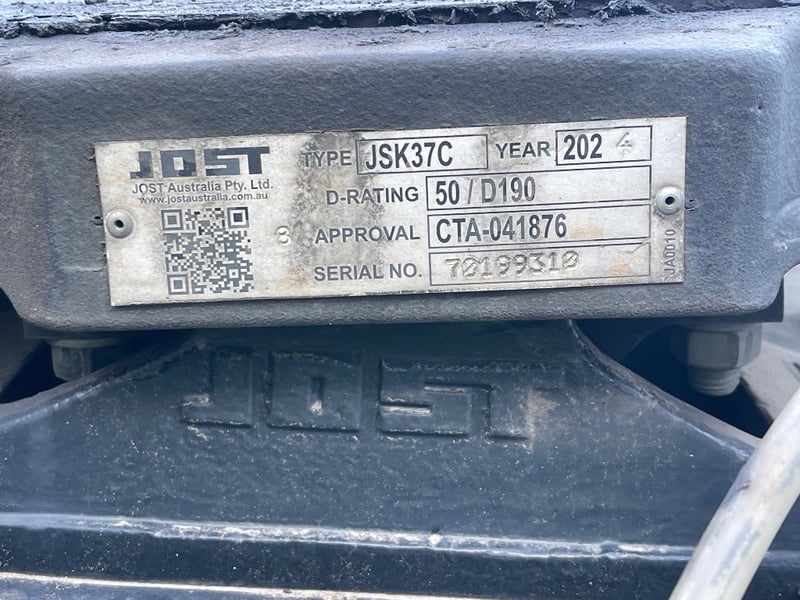 JOST
JOST Australia Pty. Ltd.
www.jostaustralia.com.au
TYPE JSK37C YEAR 2024
D-RATING 50 / D190
8 APPROVAL CTA-041876
SERIAL NO. 70199310
JA0010
JOST